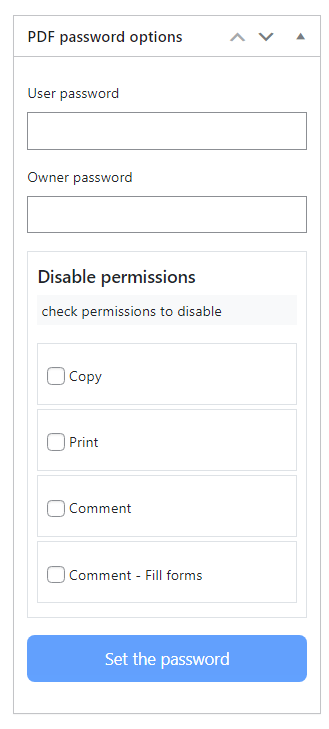 PDF password options
User password
Owner password
Disable permissions
check permissions to disable
Copy
Print
Comment
Comment - Fill forms
Set the password